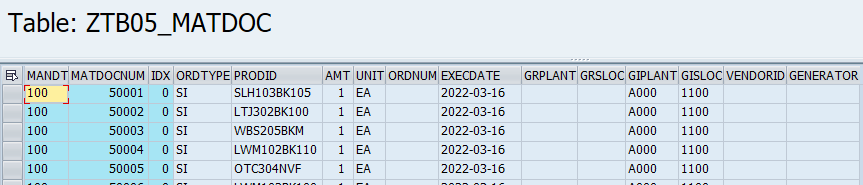 Table: ZTB05_MATDOC
MANDT MATDOCNUM IDX ORDTYPE PRODID AMT UNIT ORDNUM EXECDATE GRPLANT GRSLOC GIPLANT GISLOC VENDORID GENERATOR
100 50001 0 SI SLH103BK105 1 EA 2022-03-16 A000 1100
100 50002 0 SI LTJ302BK100 1 EA 2022-03-16 A000 1100
100 50003 0 SI WBS205BKM 1 EA 2022-03-16 A000 1100
100 50004 0 SI LWM102BK110 1 EA 2022-03-16 A000 1100
100 50005 0 SI OTC304NVF 1 EA 2022-03-16 A000 1100